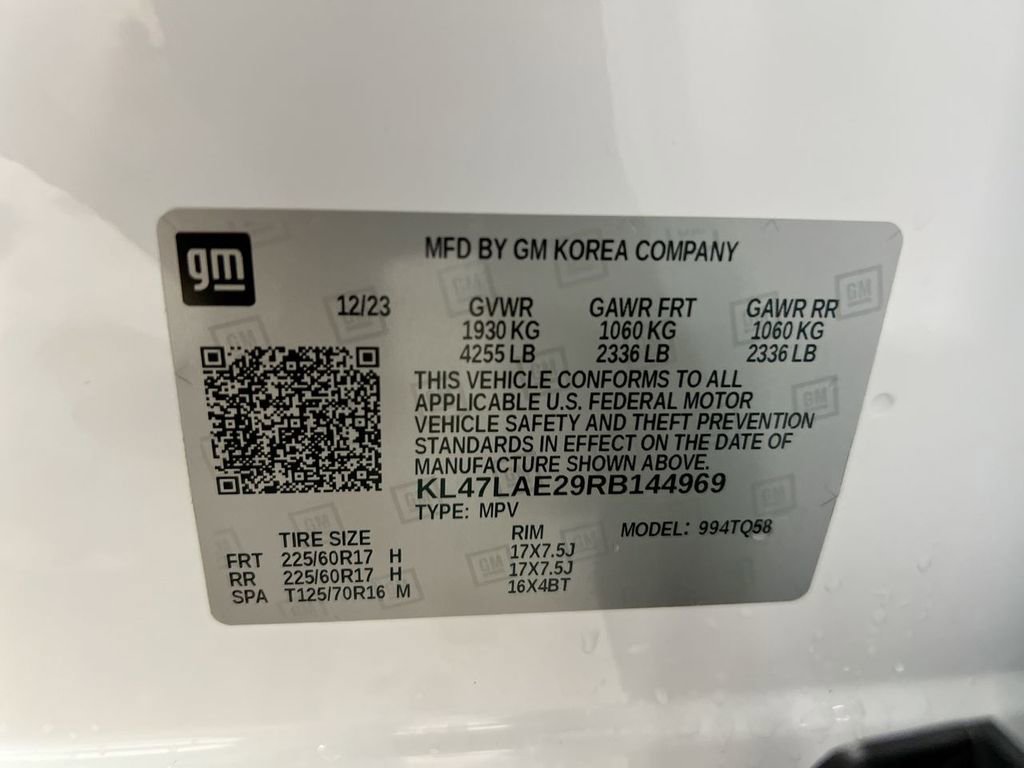 gm
MFD BY GM KOREA COMPANY
12/23 GVWR GAWR FRT GAWR RR
1930 KG 1060 KG 1060 KG
4255 LB 2336 LB 2336 LB
THIS VEHICLE CONFORMS TO ALL
APPLICABLE U.S. FEDERAL MOTOR
VEHICLE SAFETY AND THEFT PREVENTION
STANDARDS IN EFFECT ON THE DATE OF
MANUFACTURE SHOWN ABOVE.
KL47LAE29RB144969
TYPE: MPV
TIRE SIZE RIM MODEL: 994TQ58
FRT 225/60R17 H 17X7.5J
RR 225/60R17 H 17X7.5J
SPA T125/70R16 M 16X4BT